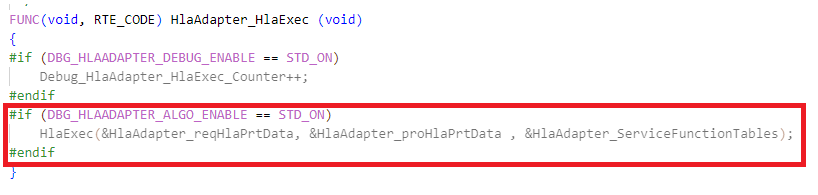 FUNC(void, RTE_CODE) HlaAdapter_HlaExec (void)
{
#if (DBG_HLAADAPTER_DEBUG_ENABLE == STD_ON)
    Debug_HlaAdapter_HlaExec_Counter++;
#endif
#if (DBG_HLAADAPTER_ALGO_ENABLE == STD_ON)
    HlaExec(&HlaAdapter_reqHlaPrtData, &HlaAdapter_proHlaPrtData , &HlaAdapter_ServiceFunctionTables);
#endif
}